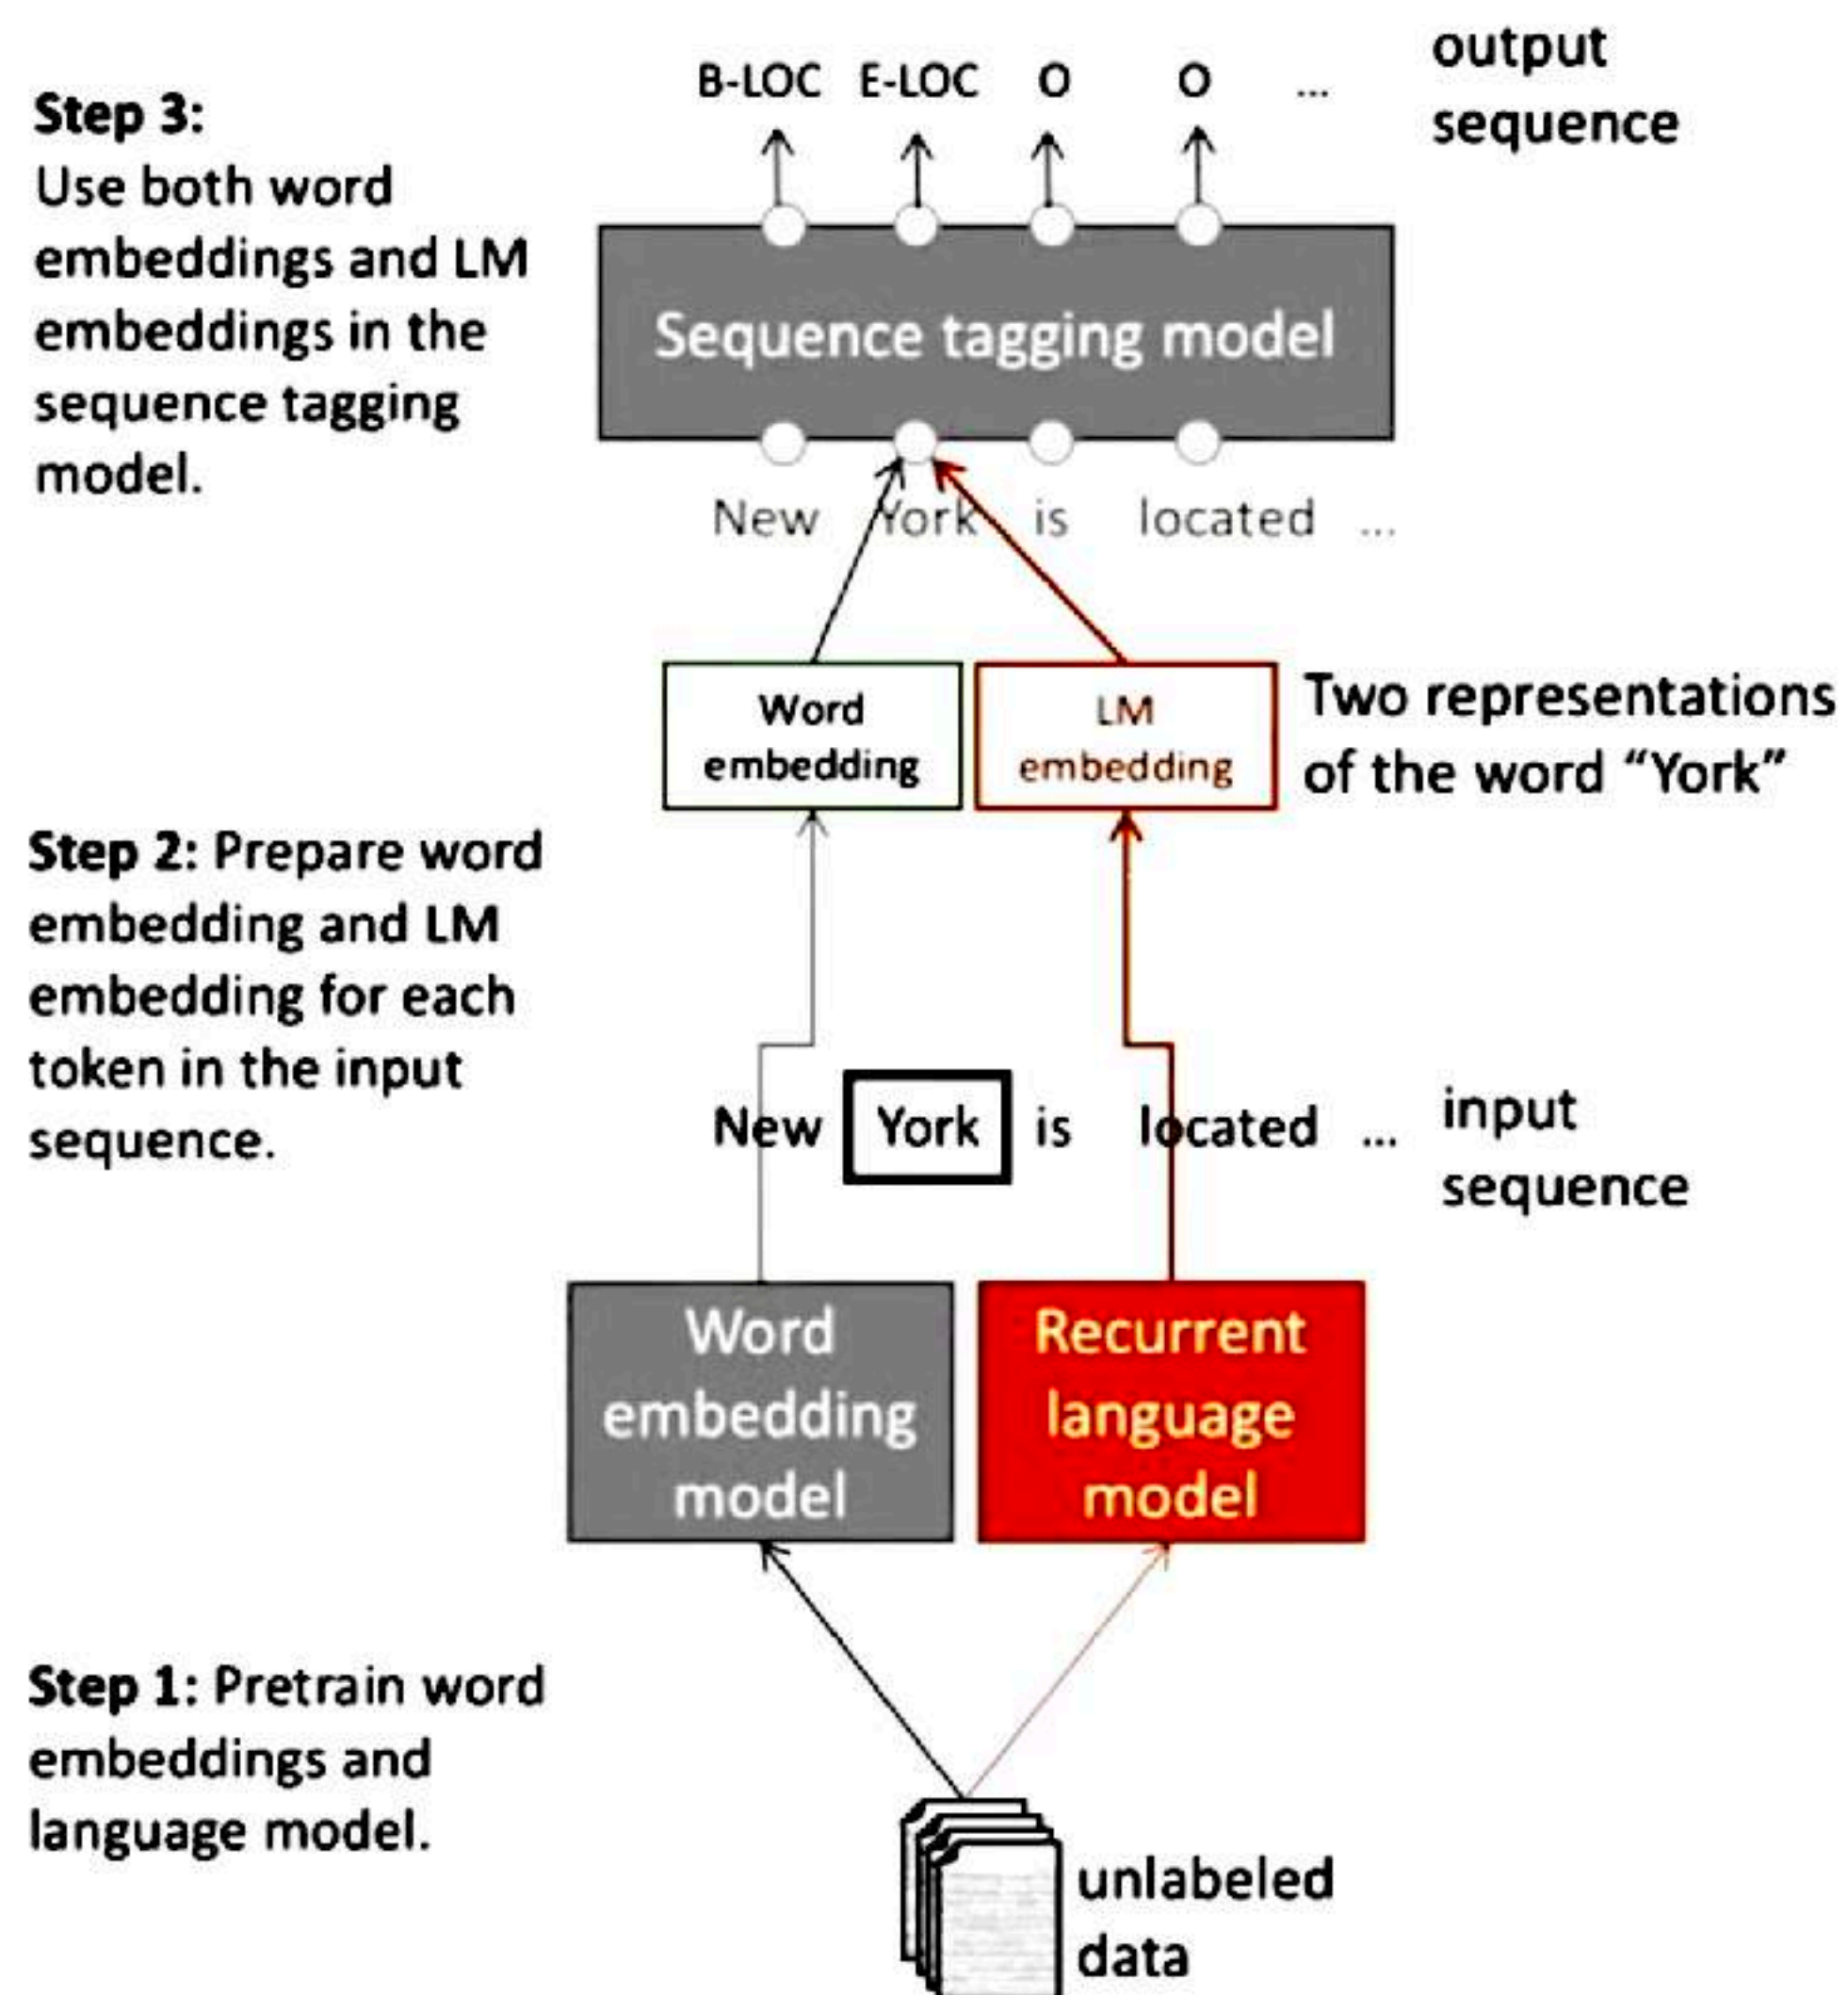 B-LOC E-LOC O O ...
output
sequence
Step 3:
Use both word
embeddings and LM
embeddings in the
sequence tagging
model.
Sequence tagging model
New York is located ...
Word
embedding
LM
embedding
Two representations
of the word “York”
Step 2: Prepare word
embedding and LM
embedding for each
token in the input
sequence.
New York is located ...
input
sequence
Word
embedding
model
Recurrent
language
model
Step 1: Pretrain word
embeddings and
language model.
unlabeled
data